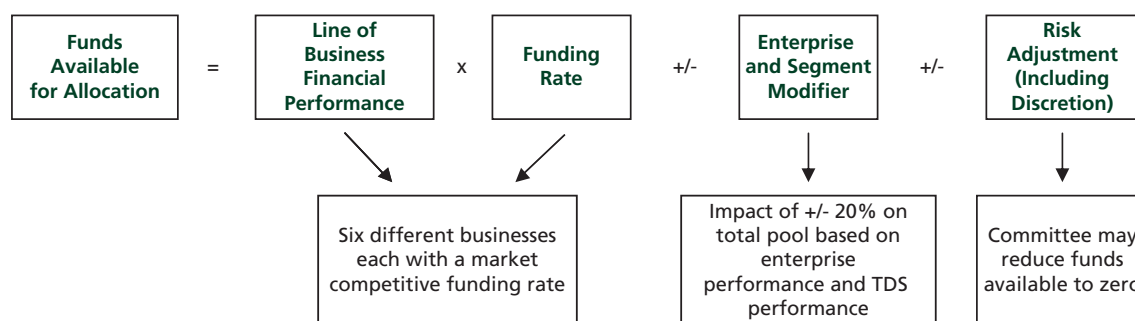 Funds
Available
for Allocation
=
Line of
Business
Financial
Performance
x
Funding
Rate
+/-
Enterprise
and Segment
Modifier
+/-
Risk
Adjustment
(Including
Discretion)
Six different businesses
each with a market
competitive funding rate
Impact of +/- 20% on
total pool based on
enterprise
performance and TDS
performance
Committee may
reduce funds
available to zero